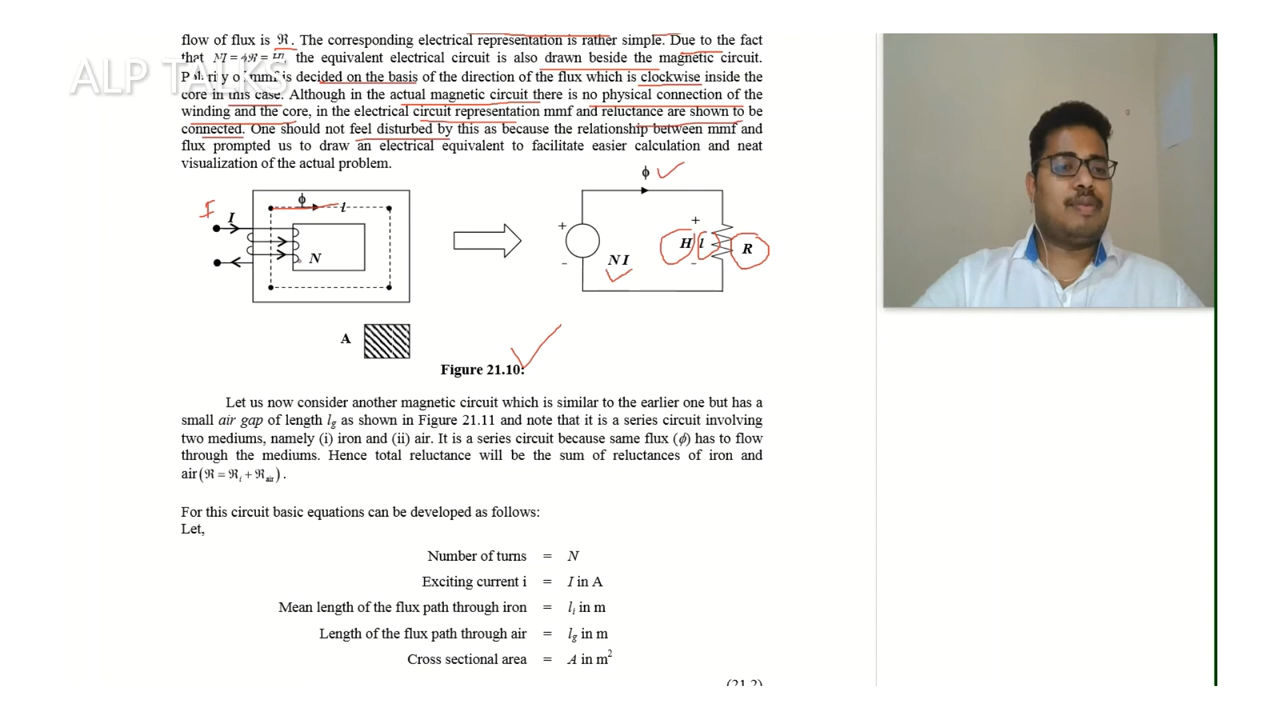 flow of flux is ℜ. The corresponding electrical representation is rather simple. Due to the fact
that NI = the equivalent electrical circuit is also drawn beside the magnetic circuit.
ALP TALKS
of mmf is decided on the basis of the direction of the flux which is clockwise inside the
core in this case. Although in the actual magnetic circuit there is no physical connection of the
winding and the core, in the electrical circuit representation mmf and reluctance are shown to be
connected. One should not feel disturbed by this as because the relationship between mmf and
flux prompted us to draw an electrical equivalent to facilitate easier calculation and neat
visualization of the actual problem.
ϕ
ϕ l
I I
N
+
-
NI
+
H l
-
R
A
Figure 21.10:
Let us now consider another magnetic circuit which is similar to the earlier one but has a
small air gap of length lg as shown in Figure 21.11 and note that it is a series circuit involving
two mediums, namely (i) iron and (ii) air. It is a series circuit because same flux (ϕ) has to flow
through the mediums. Hence total reluctance will be the sum of reluctances of iron and
air(ℜ = ℜi + ℜair).
For this circuit basic equations can be developed as follows:
Let,
Number of turns = N
Exciting current i = I in A
Mean length of the flux path through iron = li in m
Length of the flux path through air = lg in m
Cross sectional area = A in m²
(21.2)